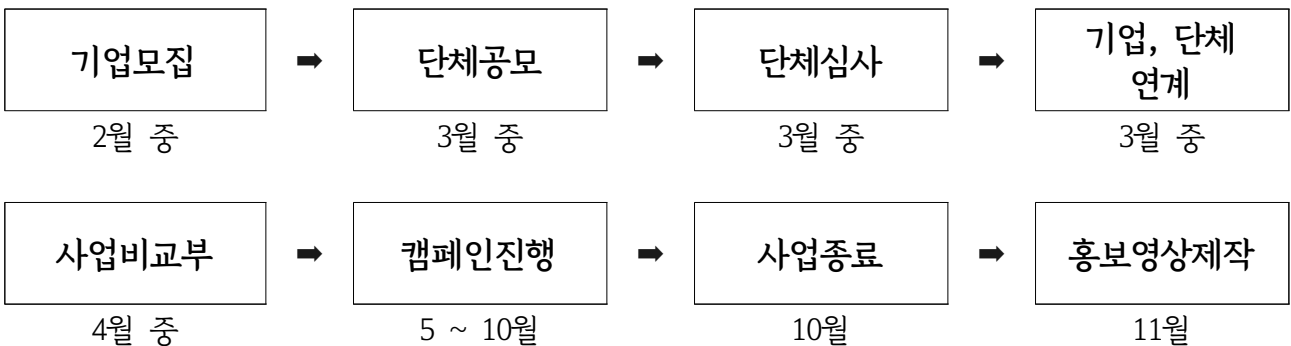 기업모집 ➡ 단체공모 ➡ 단체심사 ➡ 기업, 단체
연계
2월 중 3월 중 3월 중 3월 중
사업비교부 ➡ 캠페인진행 ➡ 사업종료 ➡ 홍보영상제작
4월 중 5 ~ 10월 10월 11월